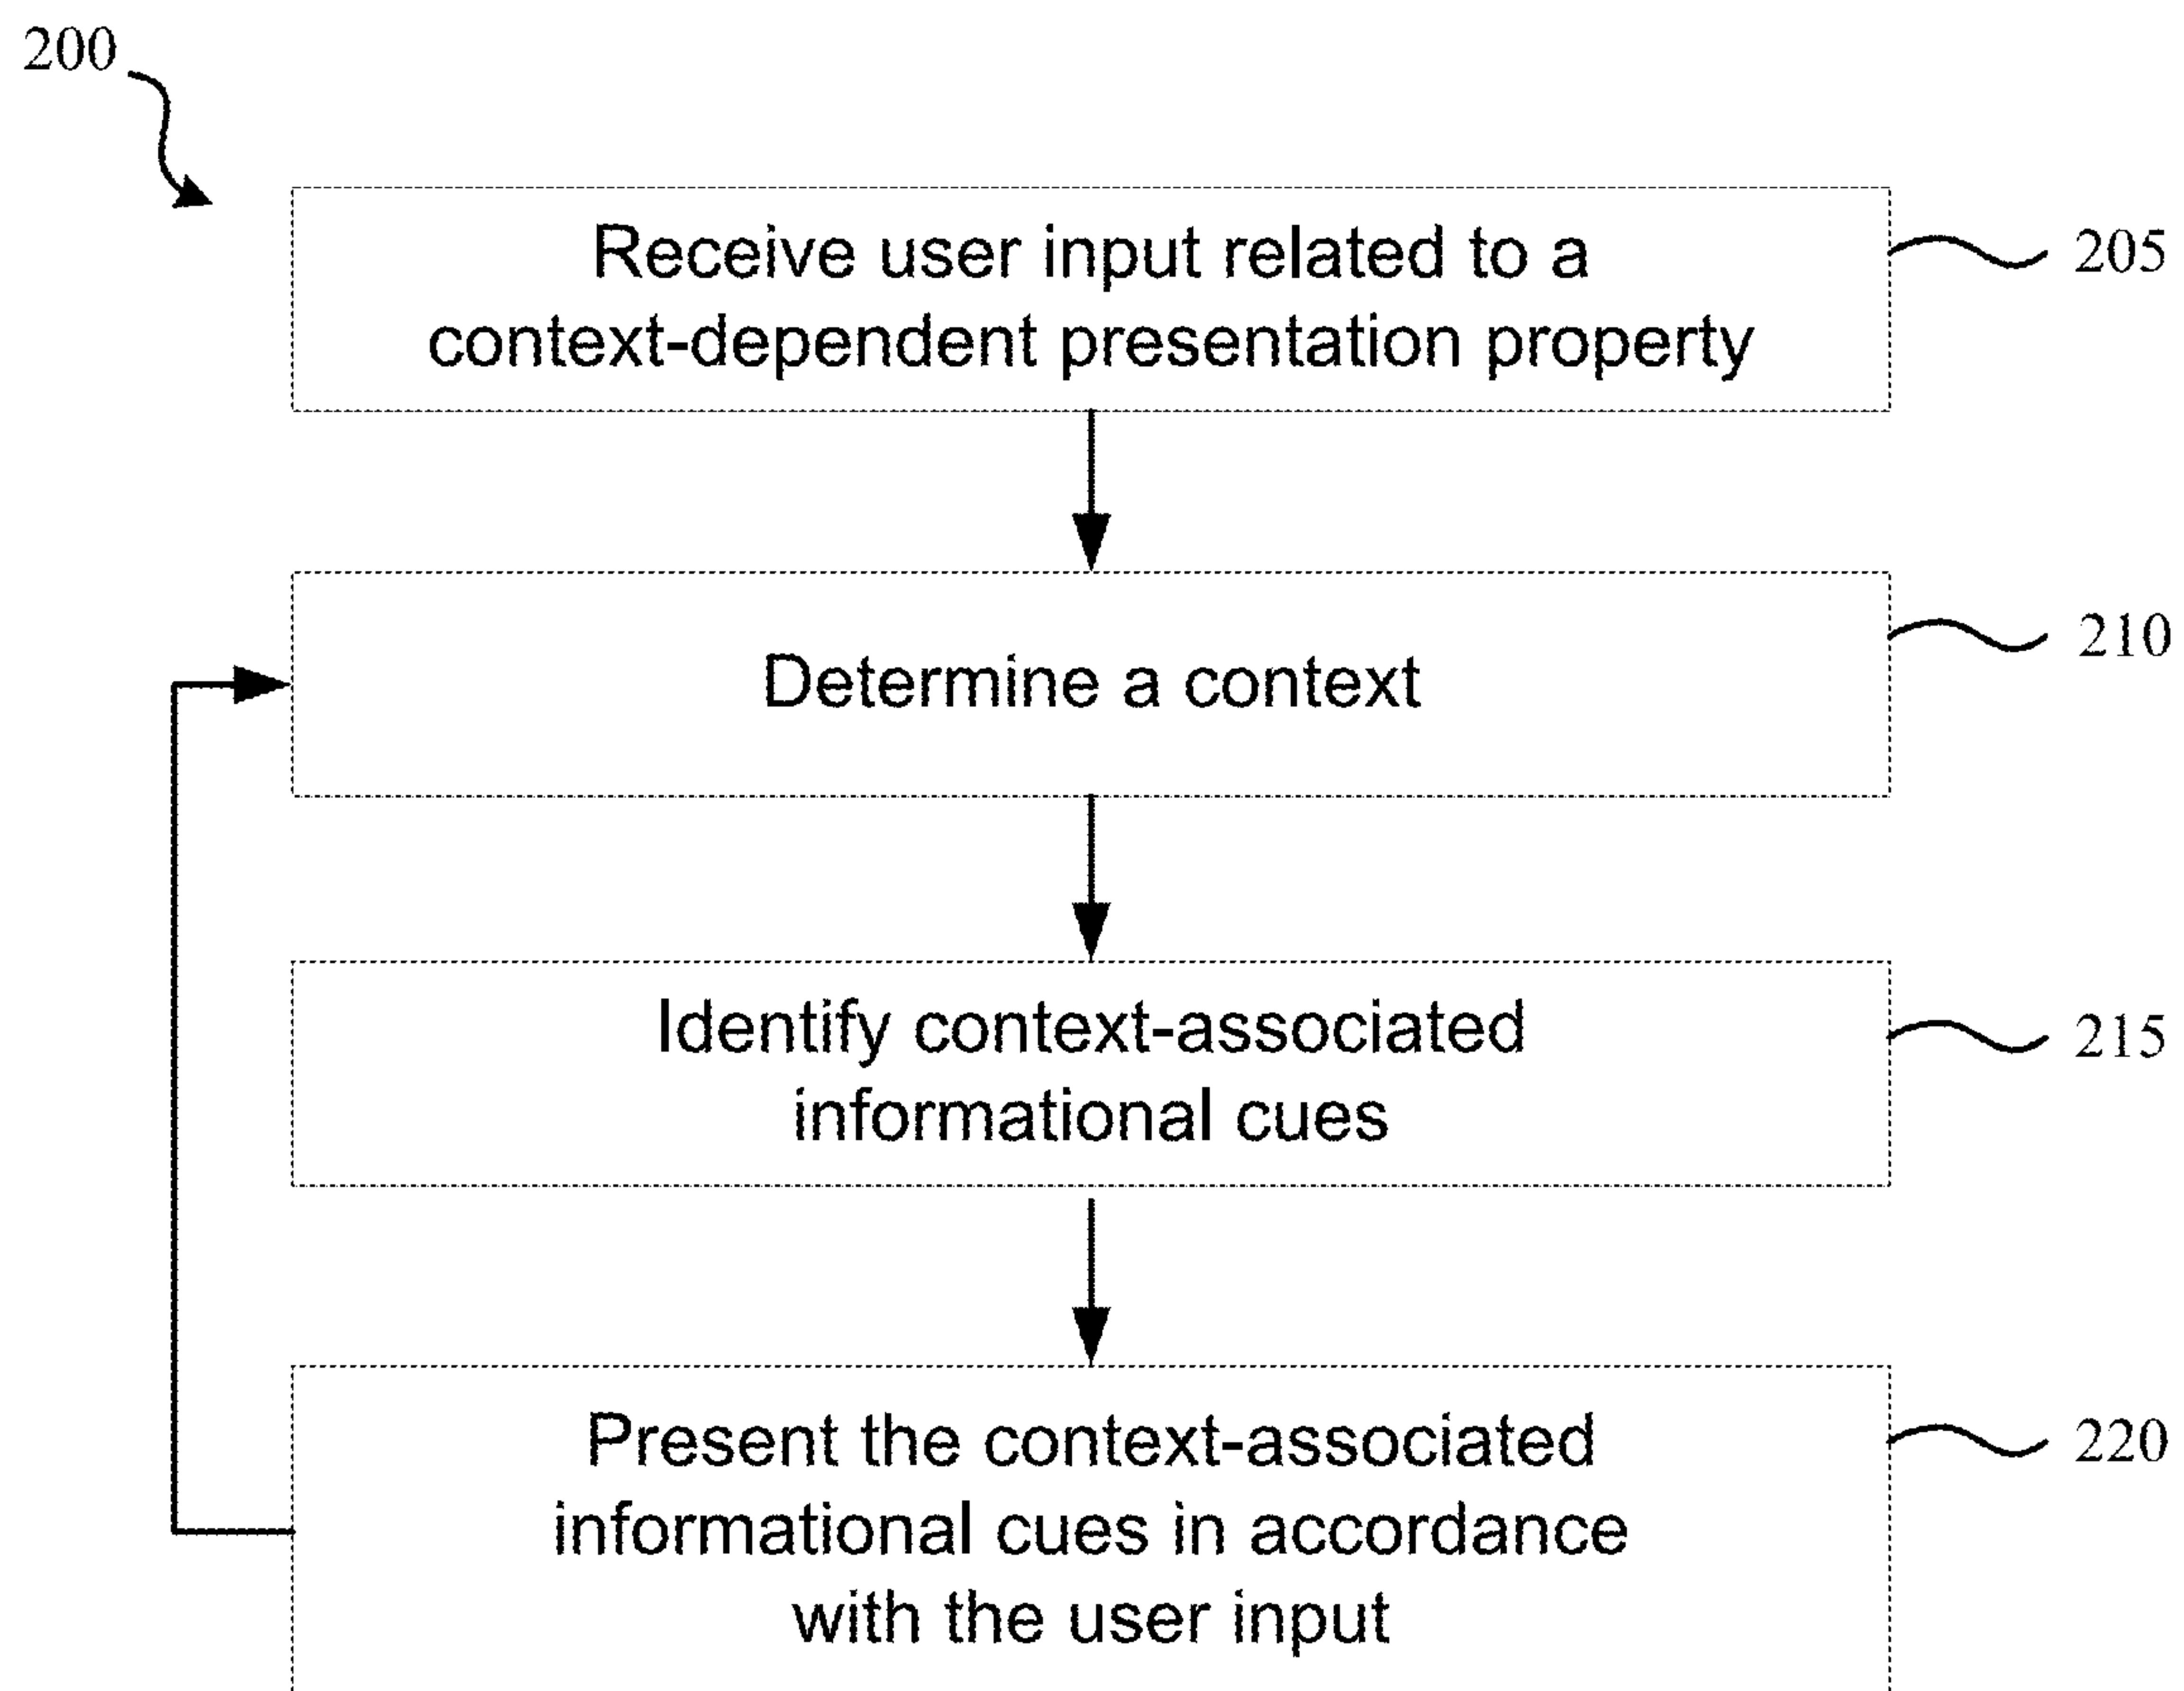 200
Receive user input related to a
context-dependent presentation property
205
Determine a context
210
Identify context-associated
informational cues
215
Present the context-associated
informational cues in accordance
with the user input
220